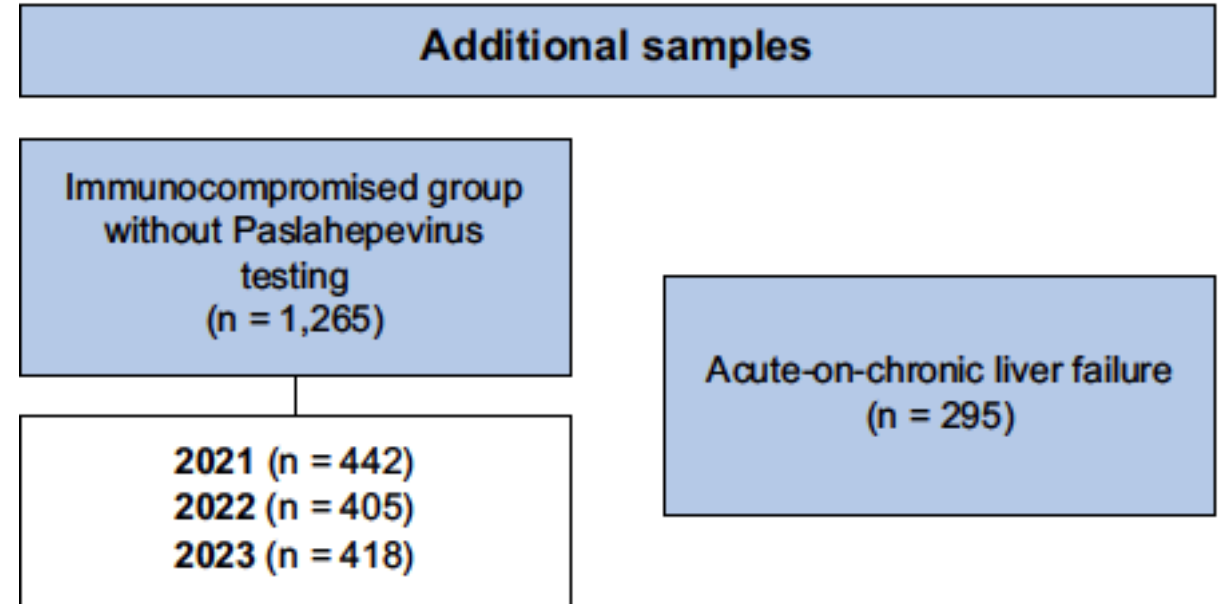 Additional samples
Immunocompromised group
without Paslahepevirus
testing
(n = 1,265)
2021 (n = 442)
2022 (n = 405)
2023 (n = 418)
Acute-on-chronic liver failure
(n = 295)